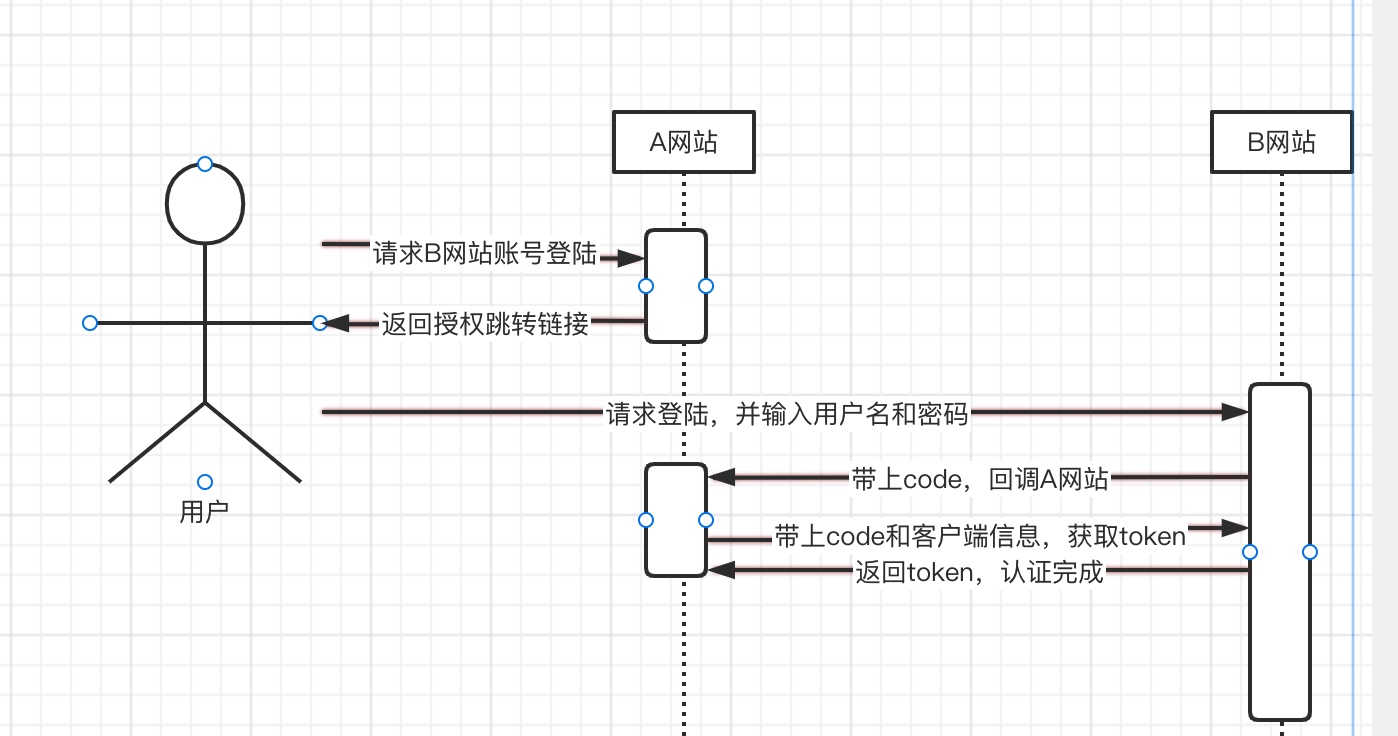 A网站
B网站
请求B网站账号登陆
返回授权跳转链接
请求登陆，并输入用户名和密码
带上code，回调A网站
用户
带上code和客户端信息，获取token
返回token，认证完成